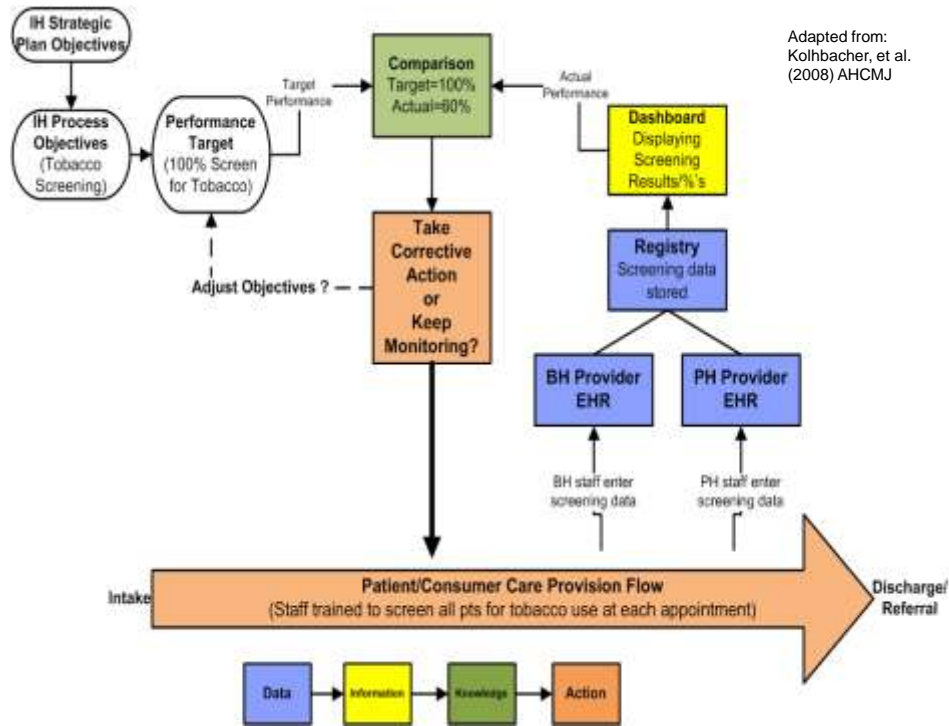 IH Strategic
Plan Objectives
Adapted from:
Kolhbacher, et al.
(2008) AHCMJ
Comparison
Target=100%
Actual=60%
Target
Performance
Actual
Performance
IH Process
Objectives
(Tobacco
Screening)
Performance
Target
(100% Screen
for Tobacco)
Dashboard
Displaying
Screening
Results/%'s
Take
Corrective
Action
or
Keep
Monitoring?
Registry
Screening data
stored
Adjust Objectives ?
BH Provider
EHR
PH Provider
EHR
BH staff enter
screening data
PH staff enter
screening data
Intake
Patient/Consumer Care Provision Flow
(Staff trained to screen all pts for tobacco use at each appointment)
Discharge/
Referral
Data
Information
Knowledge
Action